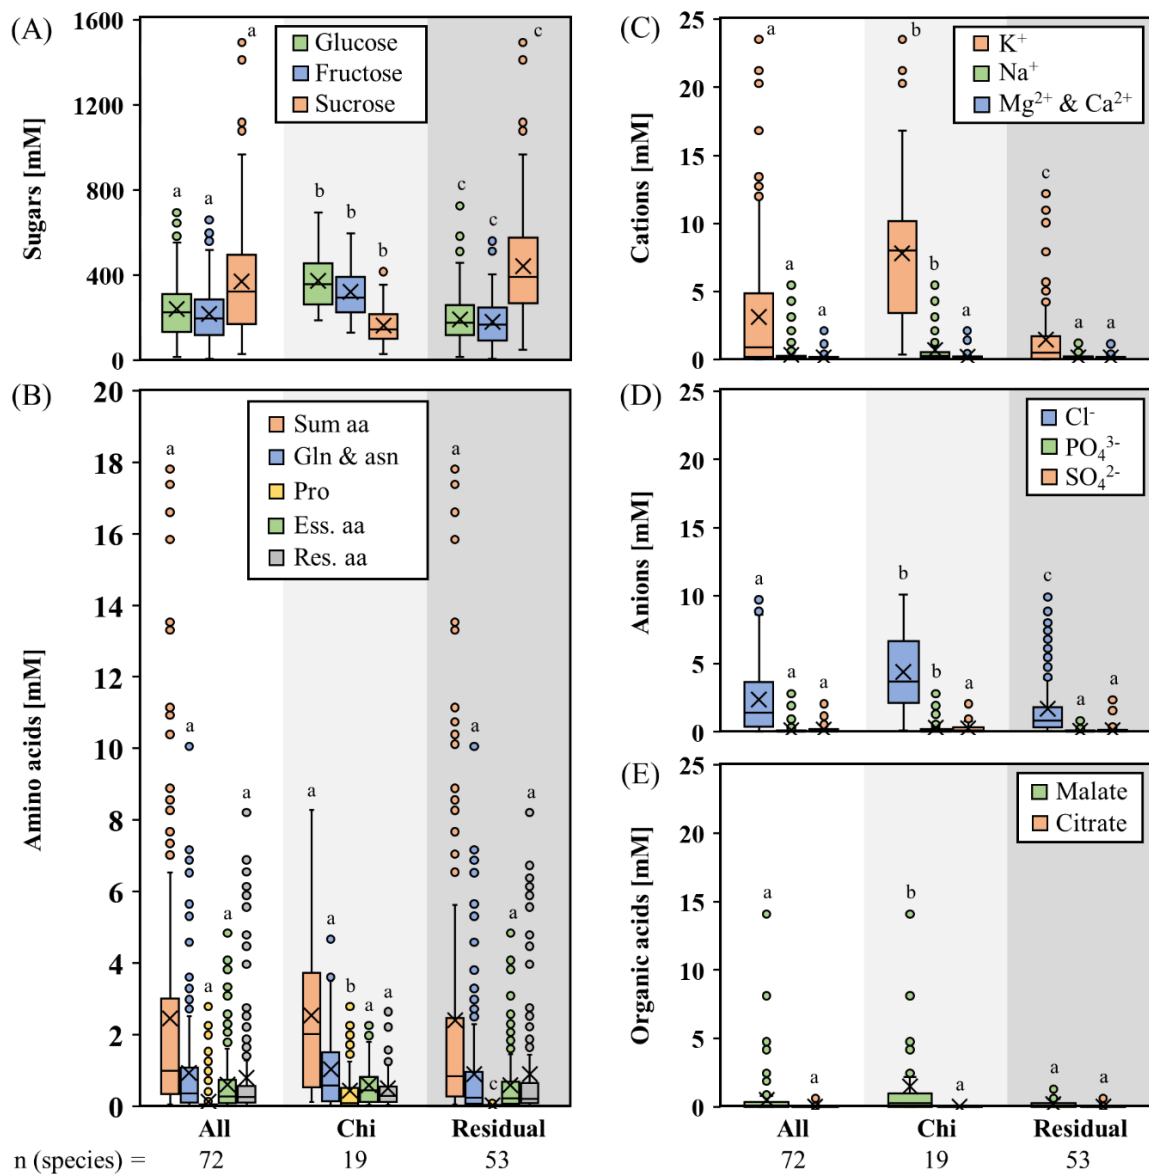 (A)
Sugars [mM]
1600
1200
800
400
0
Glucose
Fructose
Sucrose
a
a
a
b
b
b
c
c
c
(B)
Amino acids [mM]
20
18
16
14
12
10
8
6
4
2
0
Sum aa
Gln & asn
Pro
Ess. aa
Res. aa
a
a
a
a
a
a
a
b
a
a
a
a
c
a
a
All
Chi
Residual
n (species) =
72
19
53
(C)
Cations [mM]
25
20
15
10
5
0
K⁺
Na⁺
Mg²⁺ & Ca²⁺
a
a
a
b
b
a
c
a
a
(D)
Anions [mM]
25
20
15
10
5
0
Cl⁻
PO₄³⁻
SO₄²⁻
a
a
a
b
b
a
c
a
a
(E)
Organic acids [mM]
25
20
15
10
5
0
Malate
Citrate
a
a
b
a
a
a
All
Chi
Residual
72
19
53